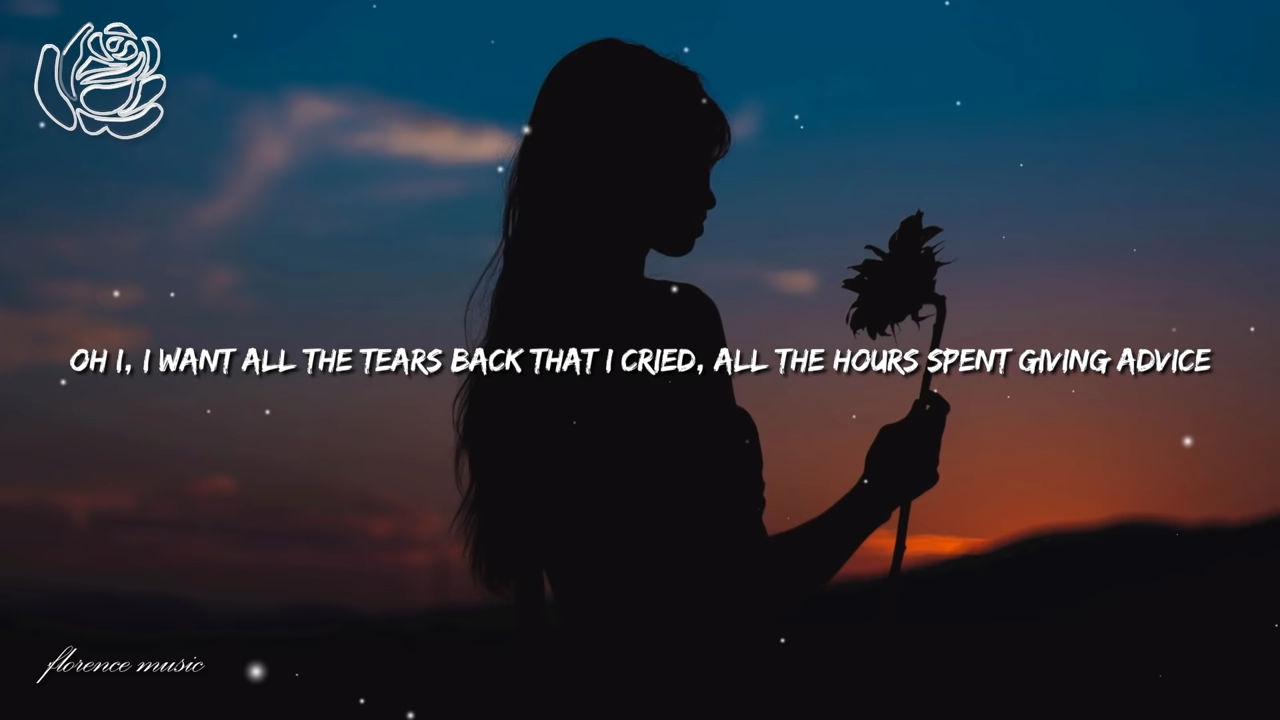 OH I, I WANT ALL THE TEARS BACK THAT I CRIED, ALL THE HOURS SPENT GIVING ADVICE
florence music